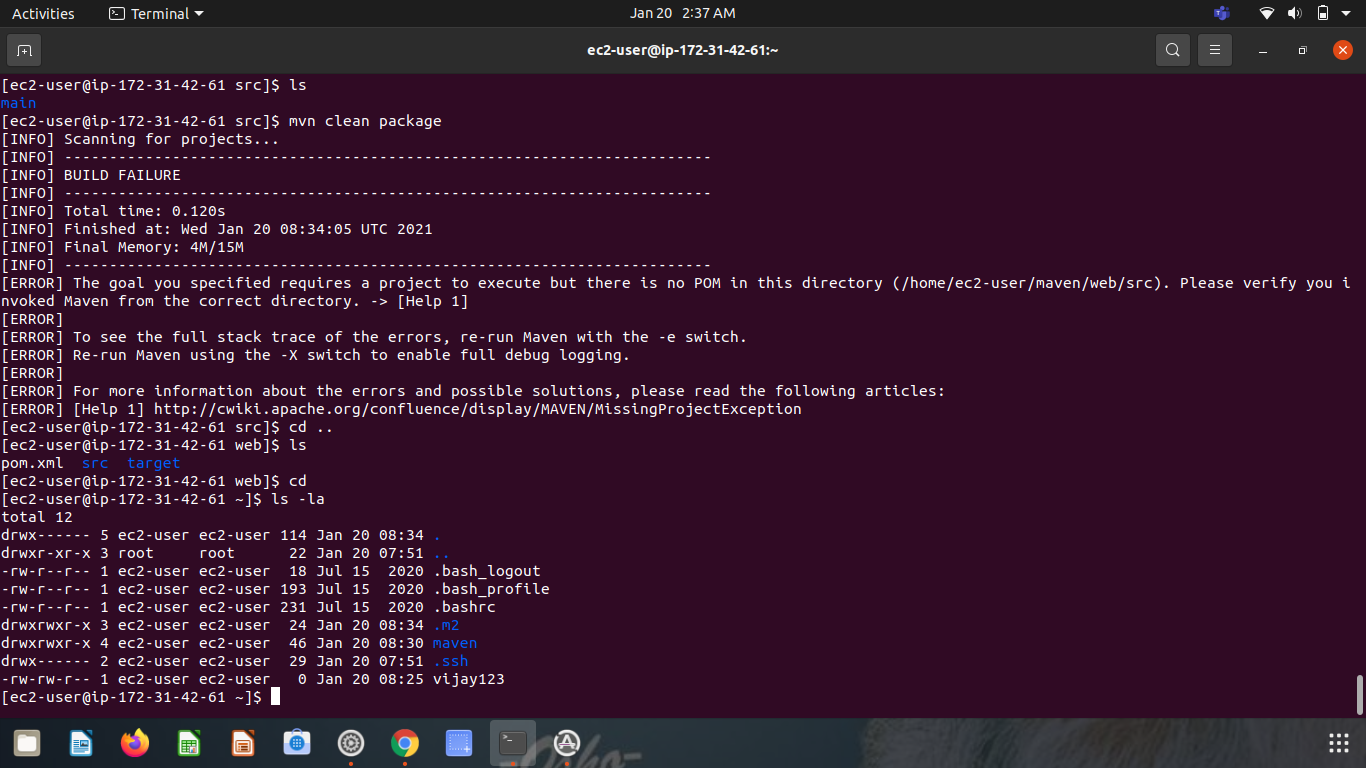 Activities Terminal Jan 20 2:37 AM
ec2-user@ip-172-31-42-61:~
[ec2-user@ip-172-31-42-61 src]$ ls
main
[ec2-user@ip-172-31-42-61 src]$ mvn clean package
[INFO] Scanning for projects...
[INFO] ------------------------------------------------------------------------
[INFO] BUILD FAILURE
[INFO] ------------------------------------------------------------------------
[INFO] Total time: 0.120s
[INFO] Finished at: Wed Jan 20 08:34:05 UTC 2021
[INFO] Final Memory: 4M/15M
[INFO] ------------------------------------------------------------------------
[ERROR] The goal you specified requires a project to execute but there is no POM in this directory (/home/ec2-user/maven/web/src). Please verify you i
nvoked Maven from the correct directory. -> [Help 1]
[ERROR]
[ERROR] To see the full stack trace of the errors, re-run Maven with the -e switch.
[ERROR] Re-run Maven using the -X switch to enable full debug logging.
[ERROR]
[ERROR] For more information about the errors and possible solutions, please read the following articles:
[ERROR] [Help 1] http://cwiki.apache.org/confluence/display/MAVEN/MissingProjectException
[ec2-user@ip-172-31-42-61 src]$ cd ..
[ec2-user@ip-172-31-42-61 web]$ ls
pom.xml  src  target
[ec2-user@ip-172-31-42-61 web]$ cd
[ec2-user@ip-172-31-42-61 ~]$ ls -la
total 12
drwx------ 5 ec2-user ec2-user 114 Jan 20 08:34 .
drwxr-xr-x 3 root     root      22 Jan 20 07:51 ..
-rw-r--r-- 1 ec2-user ec2-user  18 Jul 15  2020 .bash_logout
-rw-r--r-- 1 ec2-user ec2-user 193 Jul 15  2020 .bash_profile
-rw-r--r-- 1 ec2-user ec2-user 231 Jul 15  2020 .bashrc
drwxrwxr-x 3 ec2-user ec2-user  24 Jan 20 08:34 .m2
drwxrwxr-x 4 ec2-user ec2-user  46 Jan 20 08:30 maven
drwx------ 2 ec2-user ec2-user  29 Jan 20 07:51 .ssh
-rw-rw-r-- 1 ec2-user ec2-user   0 Jan 20 08:25 vijay123
[ec2-user@ip-172-31-42-61 ~]$